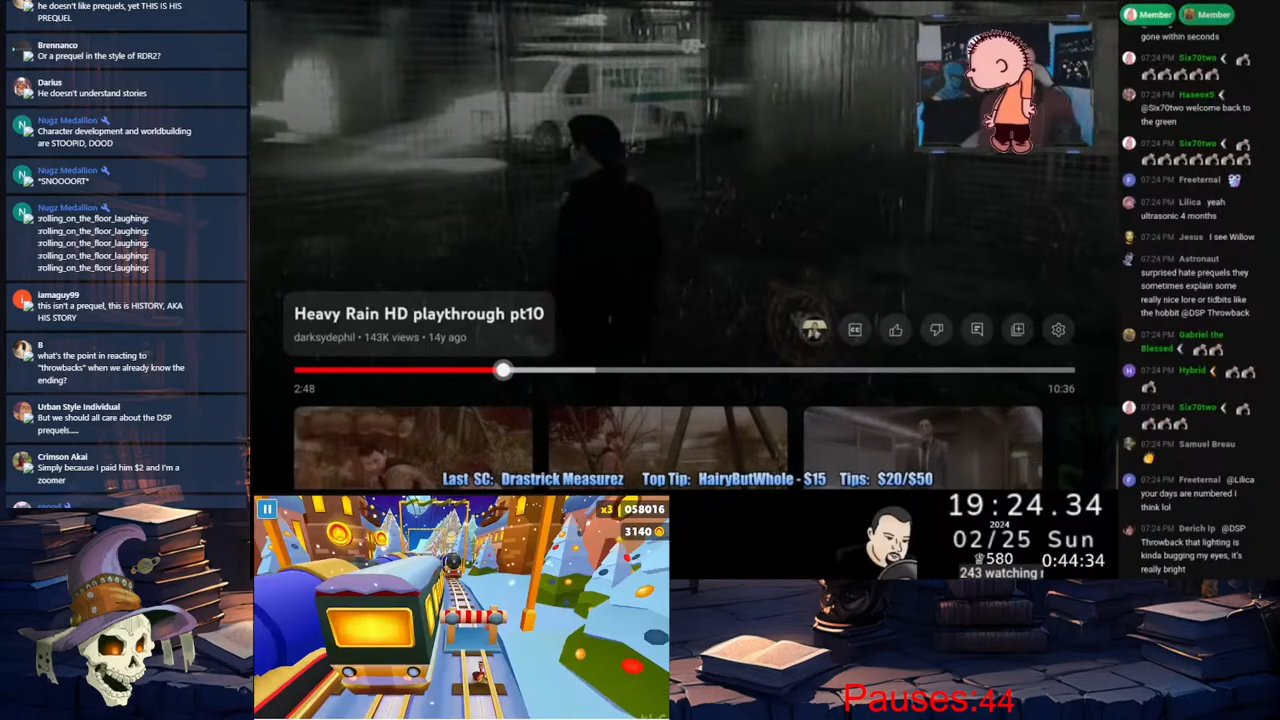 he doesn't like prequels, yet THIS IS HIS
PREQUEL
Brennanco
Or a prequel in the style of RDR2?
Darius
He doesn't understand stories
N
Nugz Medallion
Character development and worldbuilding
are STOOPID, DOOD
N
Nugz Medallion
*SNOOOORT*
N
Nugz Medallion
:rolling_on_the_floor_laughing:
:rolling_on_the_floor_laughing:
:rolling_on_the_floor_laughing:
:rolling_on_the_floor_laughing:
:rolling_on_the_floor_laughing:
i
iamaguy99
this isn't a prequel, this is HISTORY, AKA
HIS STORY
B
what's the point in reacting to
"throwbacks" when we already know the
ending?
Urban Style Individual
But we should all care about the DSP
prequels.....
Crimson Akai
Simply because I paid him $2 and I'm a
zoomer
Heavy Rain HD playthrough pt10
darksydephil • 143K views • 14y ago
CC
2:48
10:36
Last SC: Drastrick Measurez Top Tip: HairyButWhole - $15 Tips: $20/$50
x3 058016
3140
19:24.34
2024
02/25 Sun
580
0:44:34
243 watching
Pauses:44
Member
Member
gone within seconds
07:24 PM Six70two
07:24 PM Haseox5
@Six70two welcome back to
the green
07:24 PM Six70two
F 07:24 PM Freeternal
07:24 PM Lilica yeah
ultrasonic 4 months
07:24 PM Jesus I see Willow
07:24 PM Astronaut
surprised hate prequels they
sometimes explain some
really nice lore or tidbits like
the hobbit @DSP Throwback
07:24 PM Gabriel the
Blessed
H 07:24 PM Hybrid
07:24 PM Six70two
07:24 PM Samuel Breau
F 07:24 PM Freeternal @Lilica
your days are numbered I
think lol
07:24 PM Derich Ip @DSP
Throwback that lighting is
kinda bugging my eyes, it's
really bright